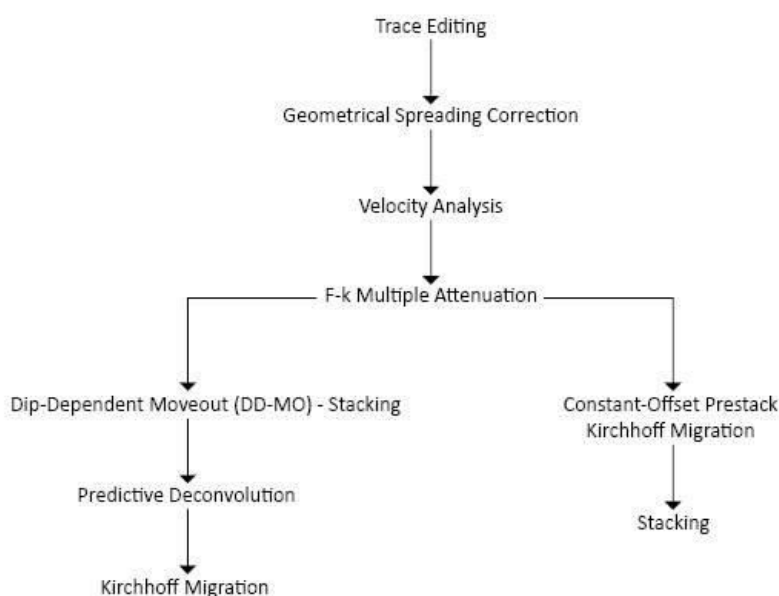 Trace Editing
Geometrical Spreading Correction
Velocity Analysis
F-k Multiple Attenuation
Dip-Dependent Moveout (DD-MO) - Stacking
Constant-Offset Prestack
Kirchhoff Migration
Predictive Deconvolution
Stacking
Kirchhoff Migration